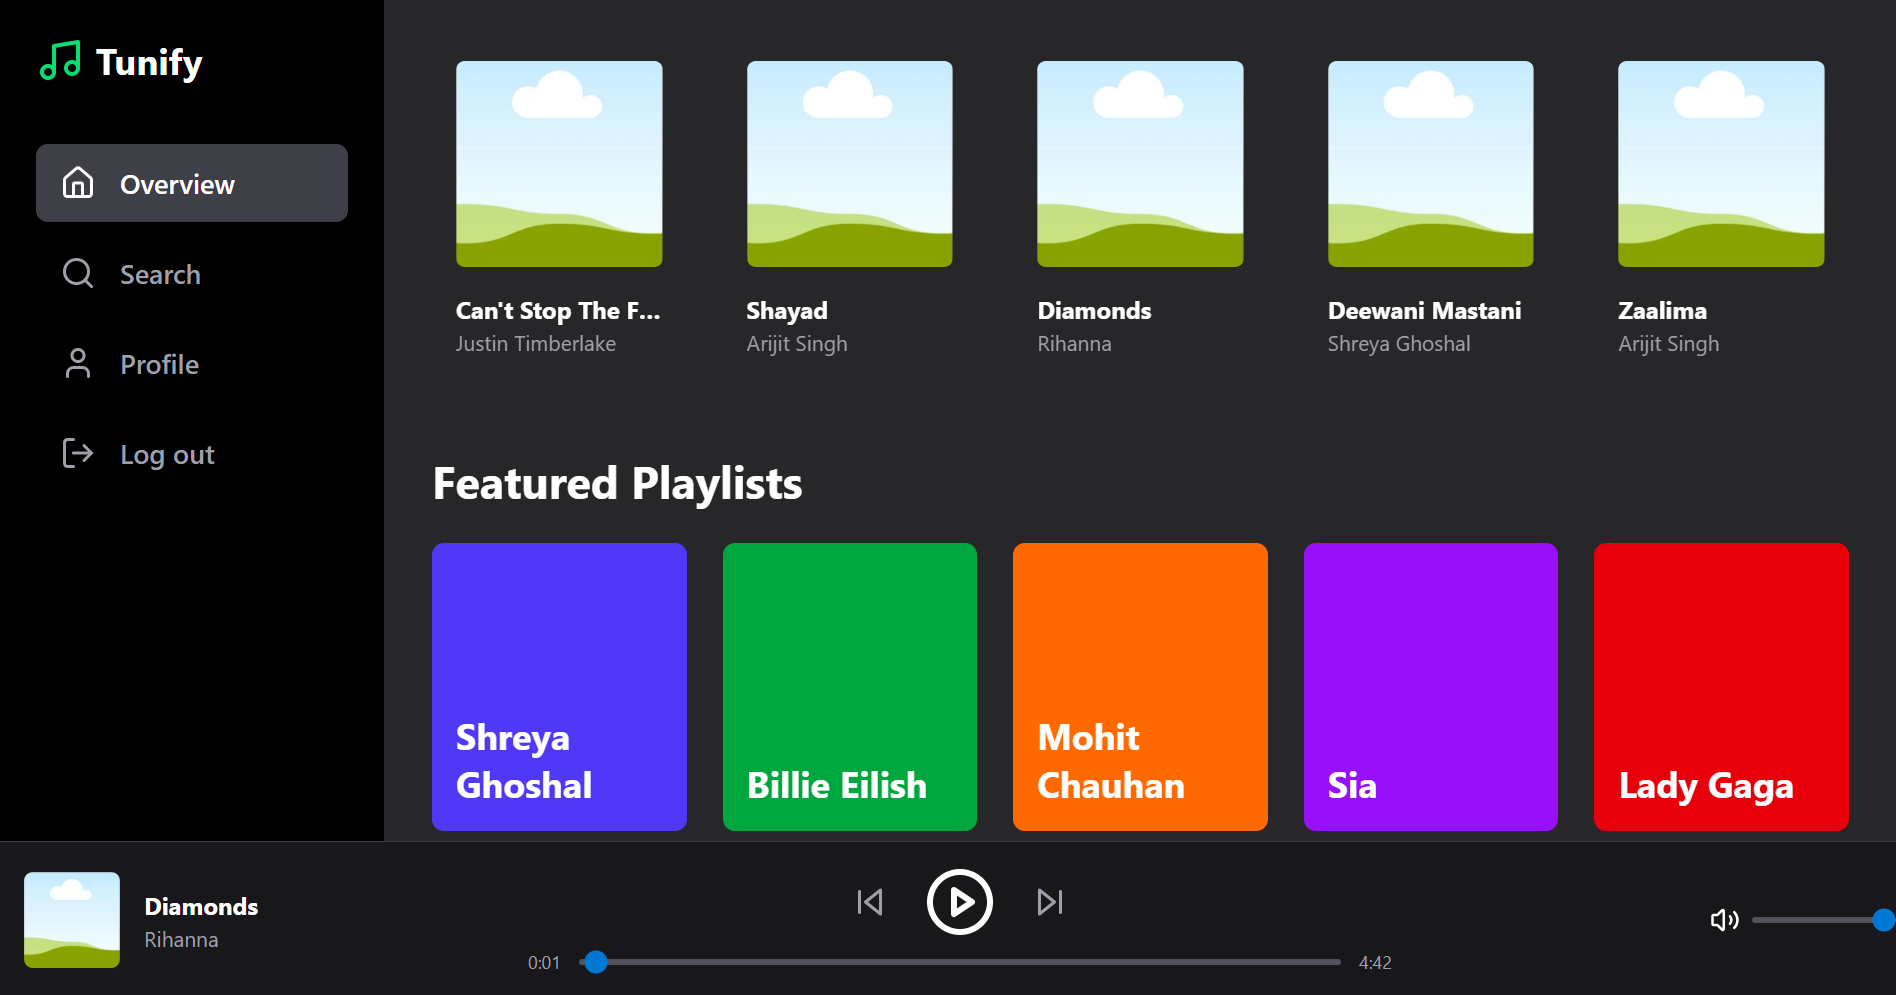 Tunify
Overview
Search
Profile
Log out
Can't Stop The F...
Justin Timberlake
Shayad
Arijit Singh
Diamonds
Rihanna
Deewani Mastani
Shreya Ghoshal
Zaalima
Arijit Singh
Featured Playlists
Shreya
Ghoshal
Billie Eilish
Mohit
Chauhan
Sia
Lady Gaga
Diamonds
Rihanna
0:01
4:42